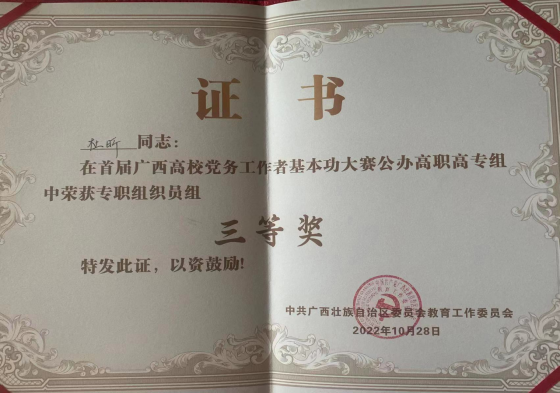 证书
杜昕 同志：
在首届广西高校党务工作者基本功大赛公办高职高专组
中荣获专职组织员组
三等奖
特发此证，以资鼓励!
中共广西壮族自治区委员会教育工作委员会
2022年10月28日